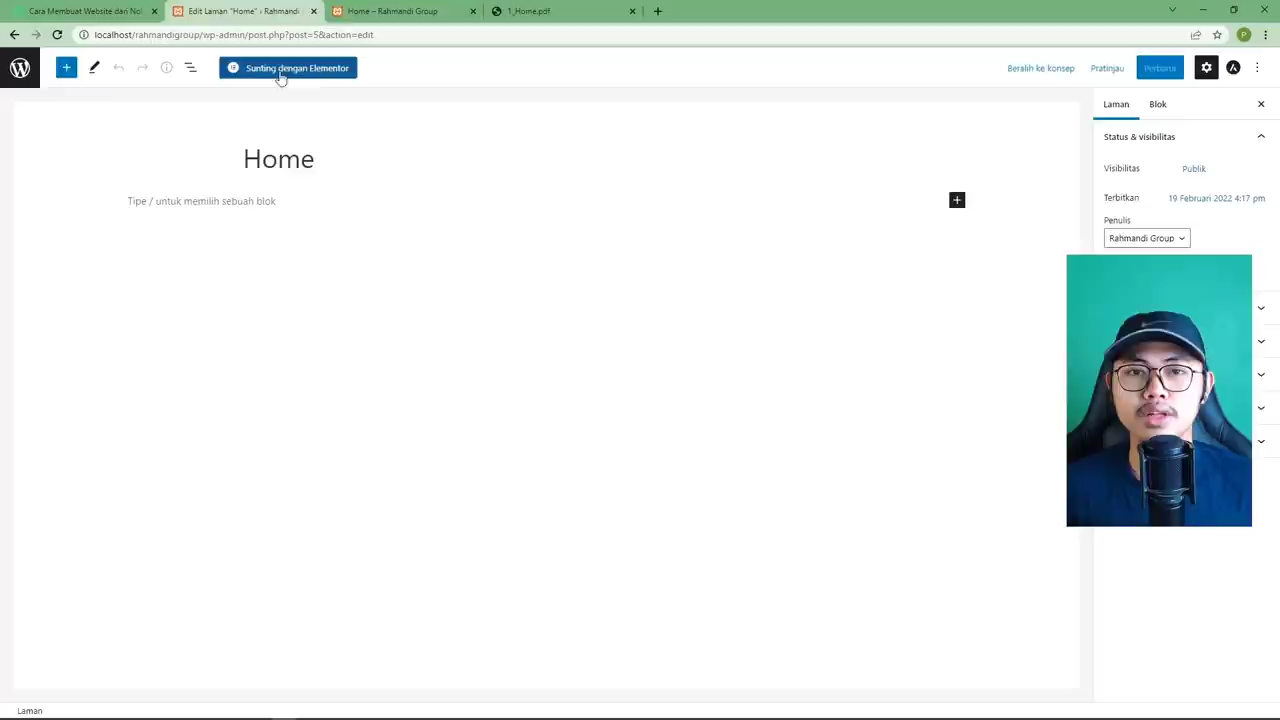 Cara Membuat Website dari Nol
Edit Laman "Home" ‹ Rahmandi
Home – Rahmandi Group
1_Home.pdf
localhost/rahmandigroup/wp-admin/post.php?post=5&action=edit
P
Sunting dengan Elementor
Beralih ke konsep
Pratinjau
Perbarui
Laman
Blok
Home
Status & visibilitas
Tipe / untuk memilih sebuah blok
Visibilitas
Publik
Terbitkan
19 Februari 2022 4:17 pm
Penulis
Rahmandi Group
Laman